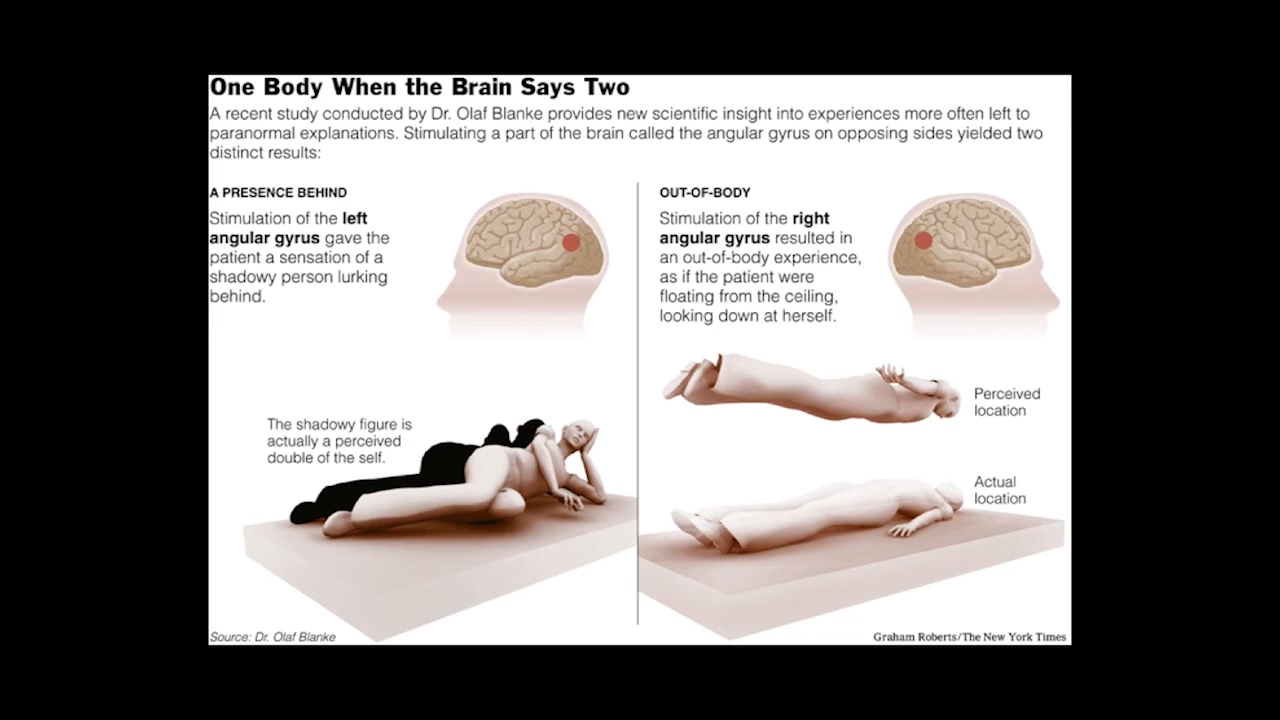 One Body When the Brain Says Two
A recent study conducted by Dr. Olaf Blanke provides new scientific insight into experiences more often left to
paranormal explanations. Stimulating a part of the brain called the angular gyrus on opposing sides yielded two
distinct results:
A PRESENCE BEHIND
Stimulation of the left
angular gyrus gave the
patient a sensation of a
shadowy person lurking
behind.
The shadowy figure is
actually a perceived
double of the self.
Source: Dr. Olaf Blanke
OUT-OF-BODY
Stimulation of the right
angular gyrus resulted in
an out-of-body experience,
as if the patient were
floating from the ceiling,
looking down at herself.
Perceived
location
Actual
location
Graham Roberts/The New York Times